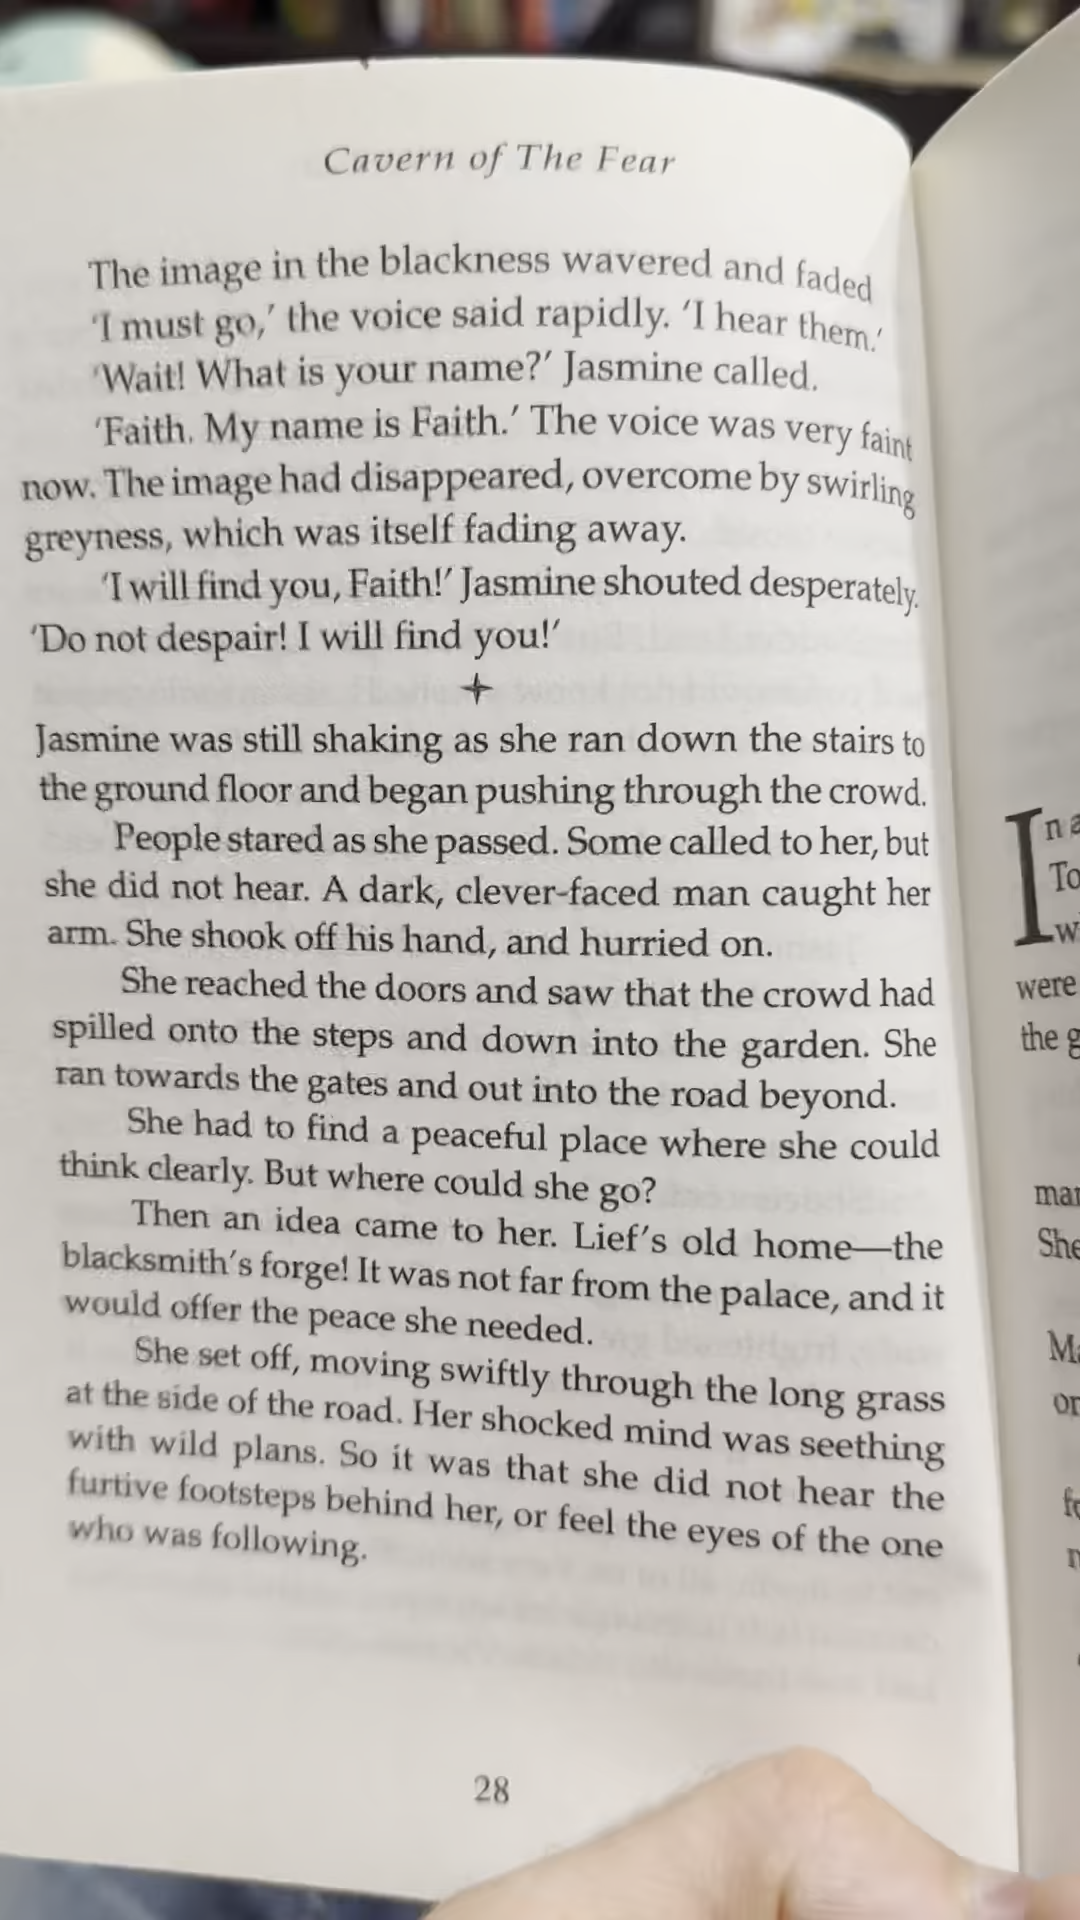 Cavern of The Fear
The image in the blackness wavered and faded
'I must go,' the voice said rapidly. 'I hear them.'
'Wait! What is your name?' Jasmine called.
'Faith. My name is Faith.' The voice was very faint
now. The image had disappeared, overcome by swirling
greyness, which was itself fading away.
'I will find you, Faith!' Jasmine shouted desperately.
'Do not despair! I will find you!'
Jasmine was still shaking as she ran down the stairs to
the ground floor and began pushing through the crowd.
People stared as she passed. Some called to her, but
she did not hear. A dark, clever-faced man caught her
arm. She shook off his hand, and hurried on.
She reached the doors and saw that the crowd had
spilled onto the steps and down into the garden. She
ran towards the gates and out into the road beyond.
She had to find a peaceful place where she could
think clearly. But where could she go?
Then an idea came to her. Lief's old home—the
blacksmith's forge! It was not far from the palace, and it
would offer the peace she needed.
She set off, moving swiftly through the long grass
at the side of the road. Her shocked mind was seething
with wild plans. So it was that she did not hear the
furtive footsteps behind her, or feel the eyes of the one
who was following.
28
In
To
were
the
She